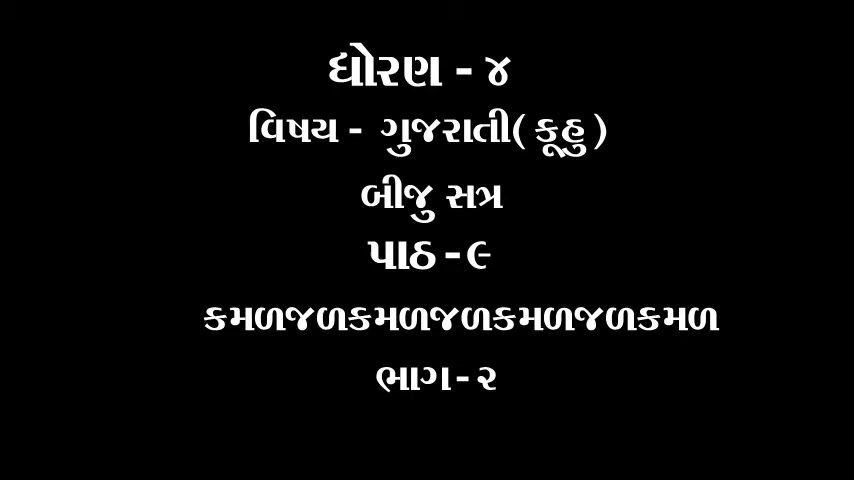 ધોરણ - ૪
વિષય - ગુજરાતી( કૂહુ )
બીજુ સત્ર
પાઠ - ૯
કમળજળકમળજળકમળજળકમળ
ભાગ - ૨